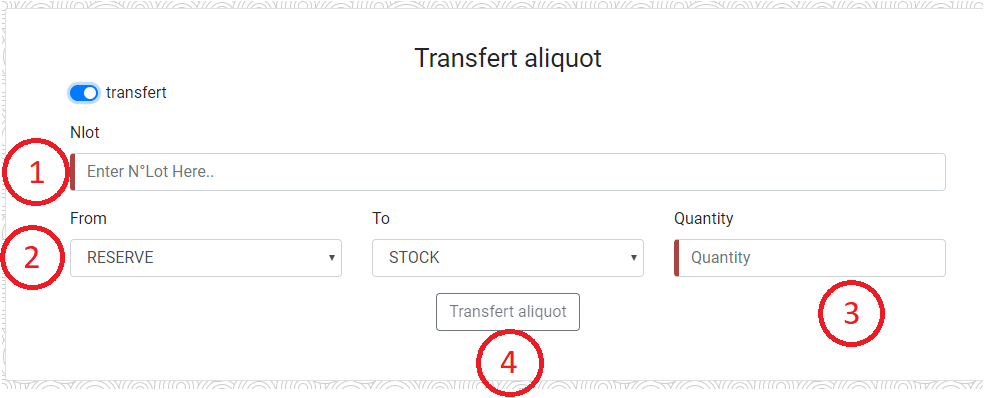 Transfert aliquot
transfert
Nlot
1 Enter N°Lot Here..
From To Quantity
2 RESERVE STOCK Quantity
Transfert aliquot 3
4